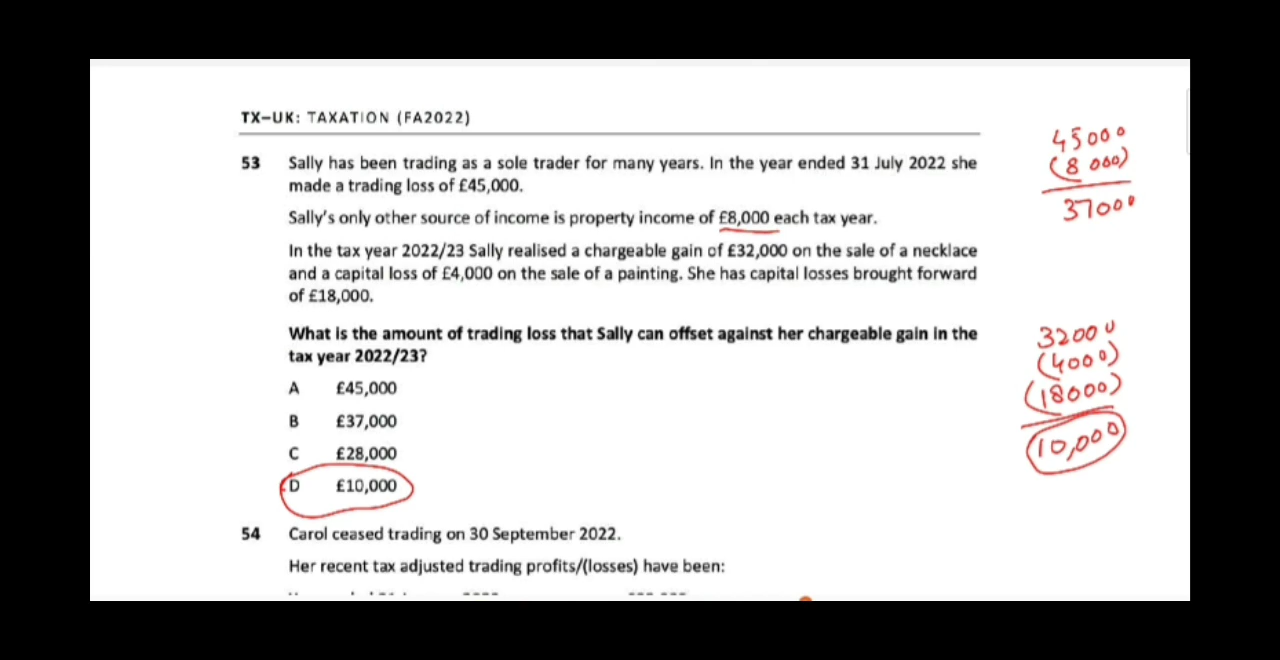 TX–UK: TAXATION (FA2022)
53 Sally has been trading as a sole trader for many years. In the year ended 31 July 2022 she
made a trading loss of £45,000.
Sally's only other source of income is property income of £8,000 each tax year.
In the tax year 2022/23 Sally realised a chargeable gain of £32,000 on the sale of a necklace
and a capital loss of £4,000 on the sale of a painting. She has capital losses brought forward
of £18,000.
What is the amount of trading loss that Sally can offset against her chargeable gain in the
tax year 2022/23?
A £45,000
B £37,000
C £28,000
D £10,000
54 Carol ceased trading on 30 September 2022.
Her recent tax adjusted trading profits/(losses) have been:
45000
(8 000)
37000
32000
(4000)
(18000)
10,000